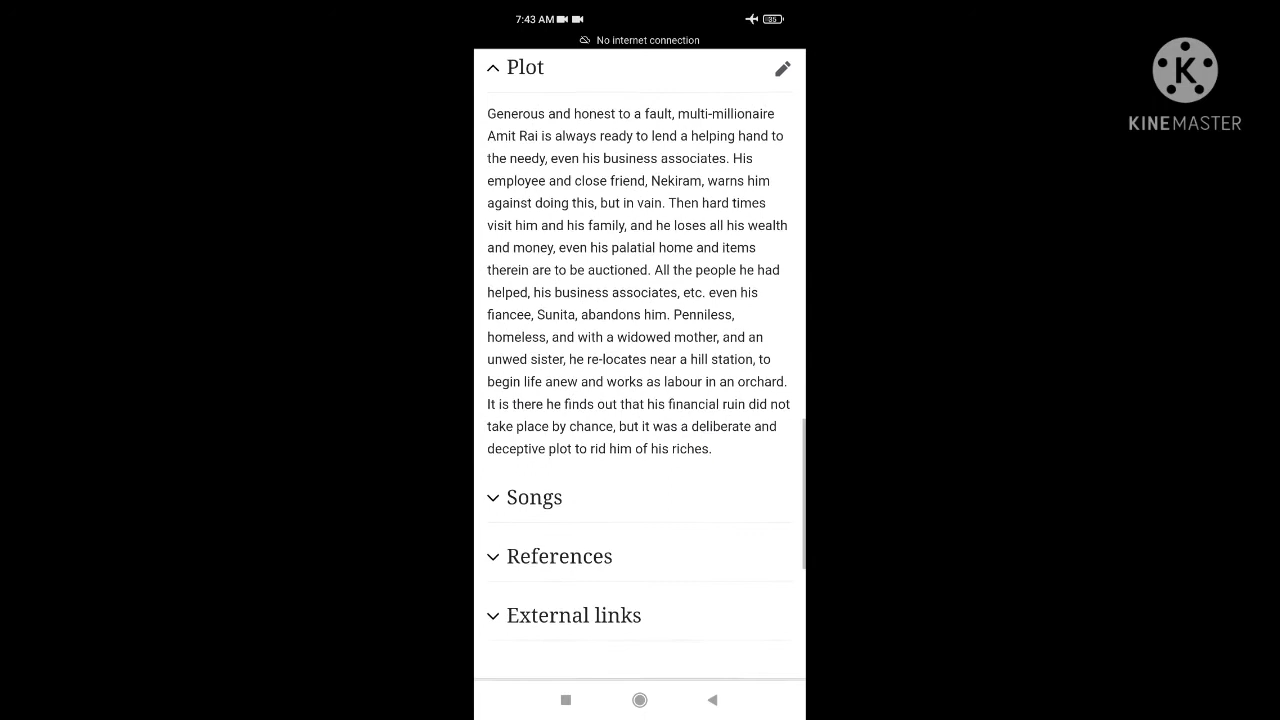 7:43 AM
35
No internet connection
Plot
K
KINEMASTER
Generous and honest to a fault, multi-millionaire
Amit Rai is always ready to lend a helping hand to
the needy, even his business associates. His
employee and close friend, Nekiram, warns him
against doing this, but in vain. Then hard times
visit him and his family, and he loses all his wealth
and money, even his palatial home and items
therein are to be auctioned. All the people he had
helped, his business associates, etc. even his
fiancee, Sunita, abandons him. Penniless,
homeless, and with a widowed mother, and an
unwed sister, he re-locates near a hill station, to
begin life anew and works as labour in an orchard.
It is there he finds out that his financial ruin did not
take place by chance, but it was a deliberate and
deceptive plot to rid him of his riches.
Songs
References
External links